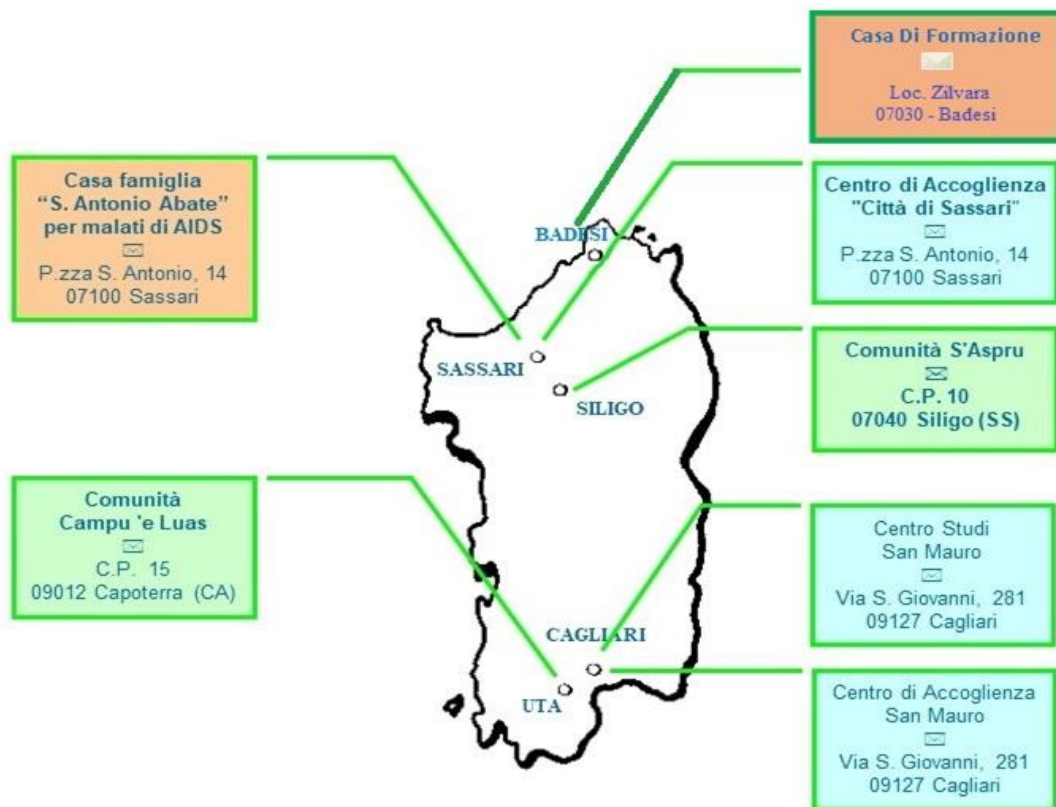 Casa Di Formazione
Loc. Zilvara
07030 - Badesi
Casa famiglia
“S. Antonio Abate”
per malati di AIDS
P.zza S. Antonio, 14
07100 Sassari
Centro di Accoglienza
"Città di Sassari"
P.zza S. Antonio, 14
07100 Sassari
BADESI
SASSARI
SILIGO
Comunità S'Aspru
C.P. 10
07040 Siligo (SS)
Comunità
Campu 'e Luas
C.P. 15
09012 Capoterra (CA)
Centro Studi
San Mauro
Via S. Giovanni, 281
09127 Cagliari
CAGLIARI
UTA
Centro di Accoglienza
San Mauro
Via S. Giovanni, 281
09127 Cagliari